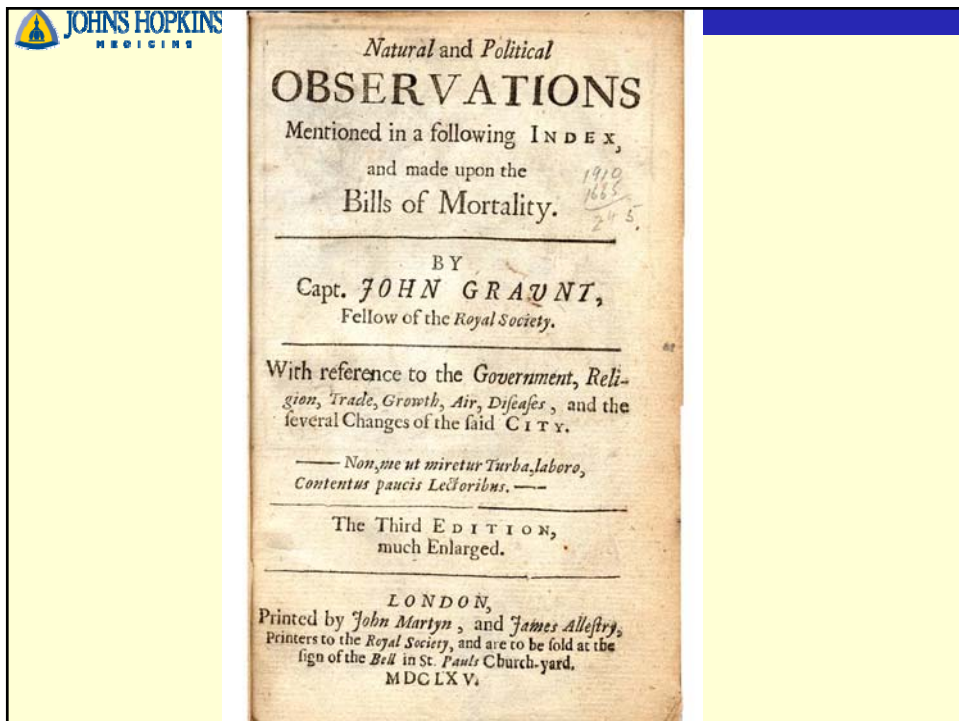 JOHNS HOPKINS
MEDICINE
Natural and Political
OBSERVATIONS
Mentioned in a following INDEX,
and made upon the
Bills of Mortality.
1910
1665
245.
BY
Capt. JOHN GRAUNT,
Fellow of the Royal Society.
With reference to the Government, Reli-
gion, Trade, Growth, Air, Diſeaſes, and the
ſeveral Changes of the ſaid CITY.
—— Non, me ut miretur Turba, laboro,
Contentus paucis Lectoribus. ——
The Third EDITION,
much Enlarged.
LONDON,
Printed by John Martyn, and James Alleſtry,
Printers to the Royal Society, and are to be ſold at the
ſign of the Bell in St. Pauls Church-yard.
MDCLXV.